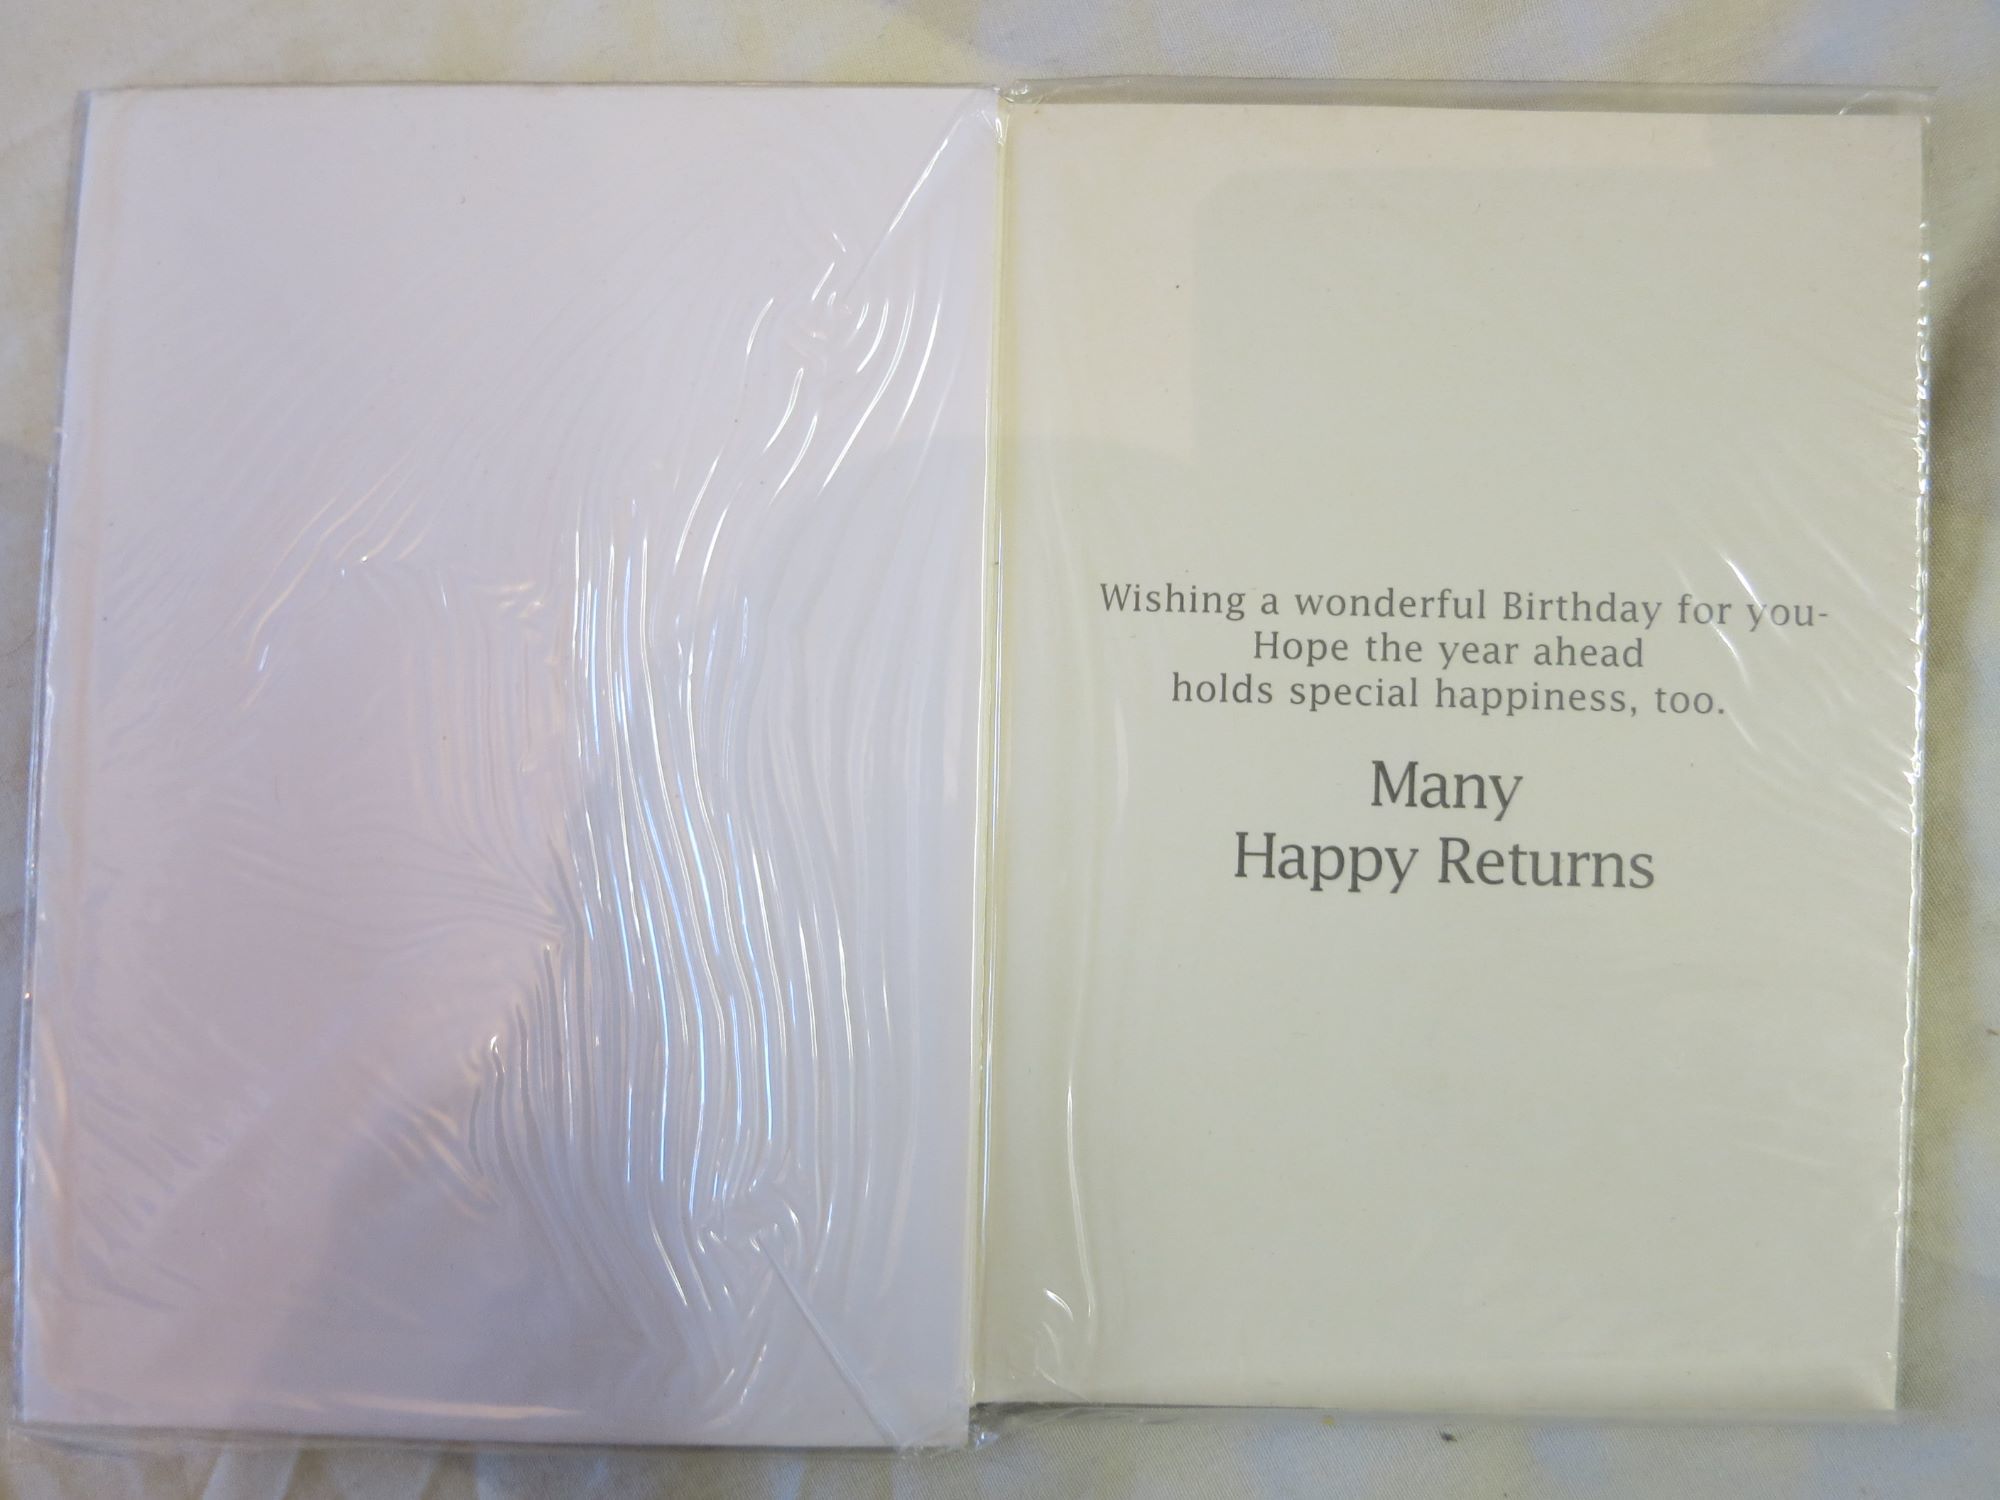 Wishing a wonderful Birthday for you-
Hope the year ahead
holds special happiness, too.
Many
Happy Returns